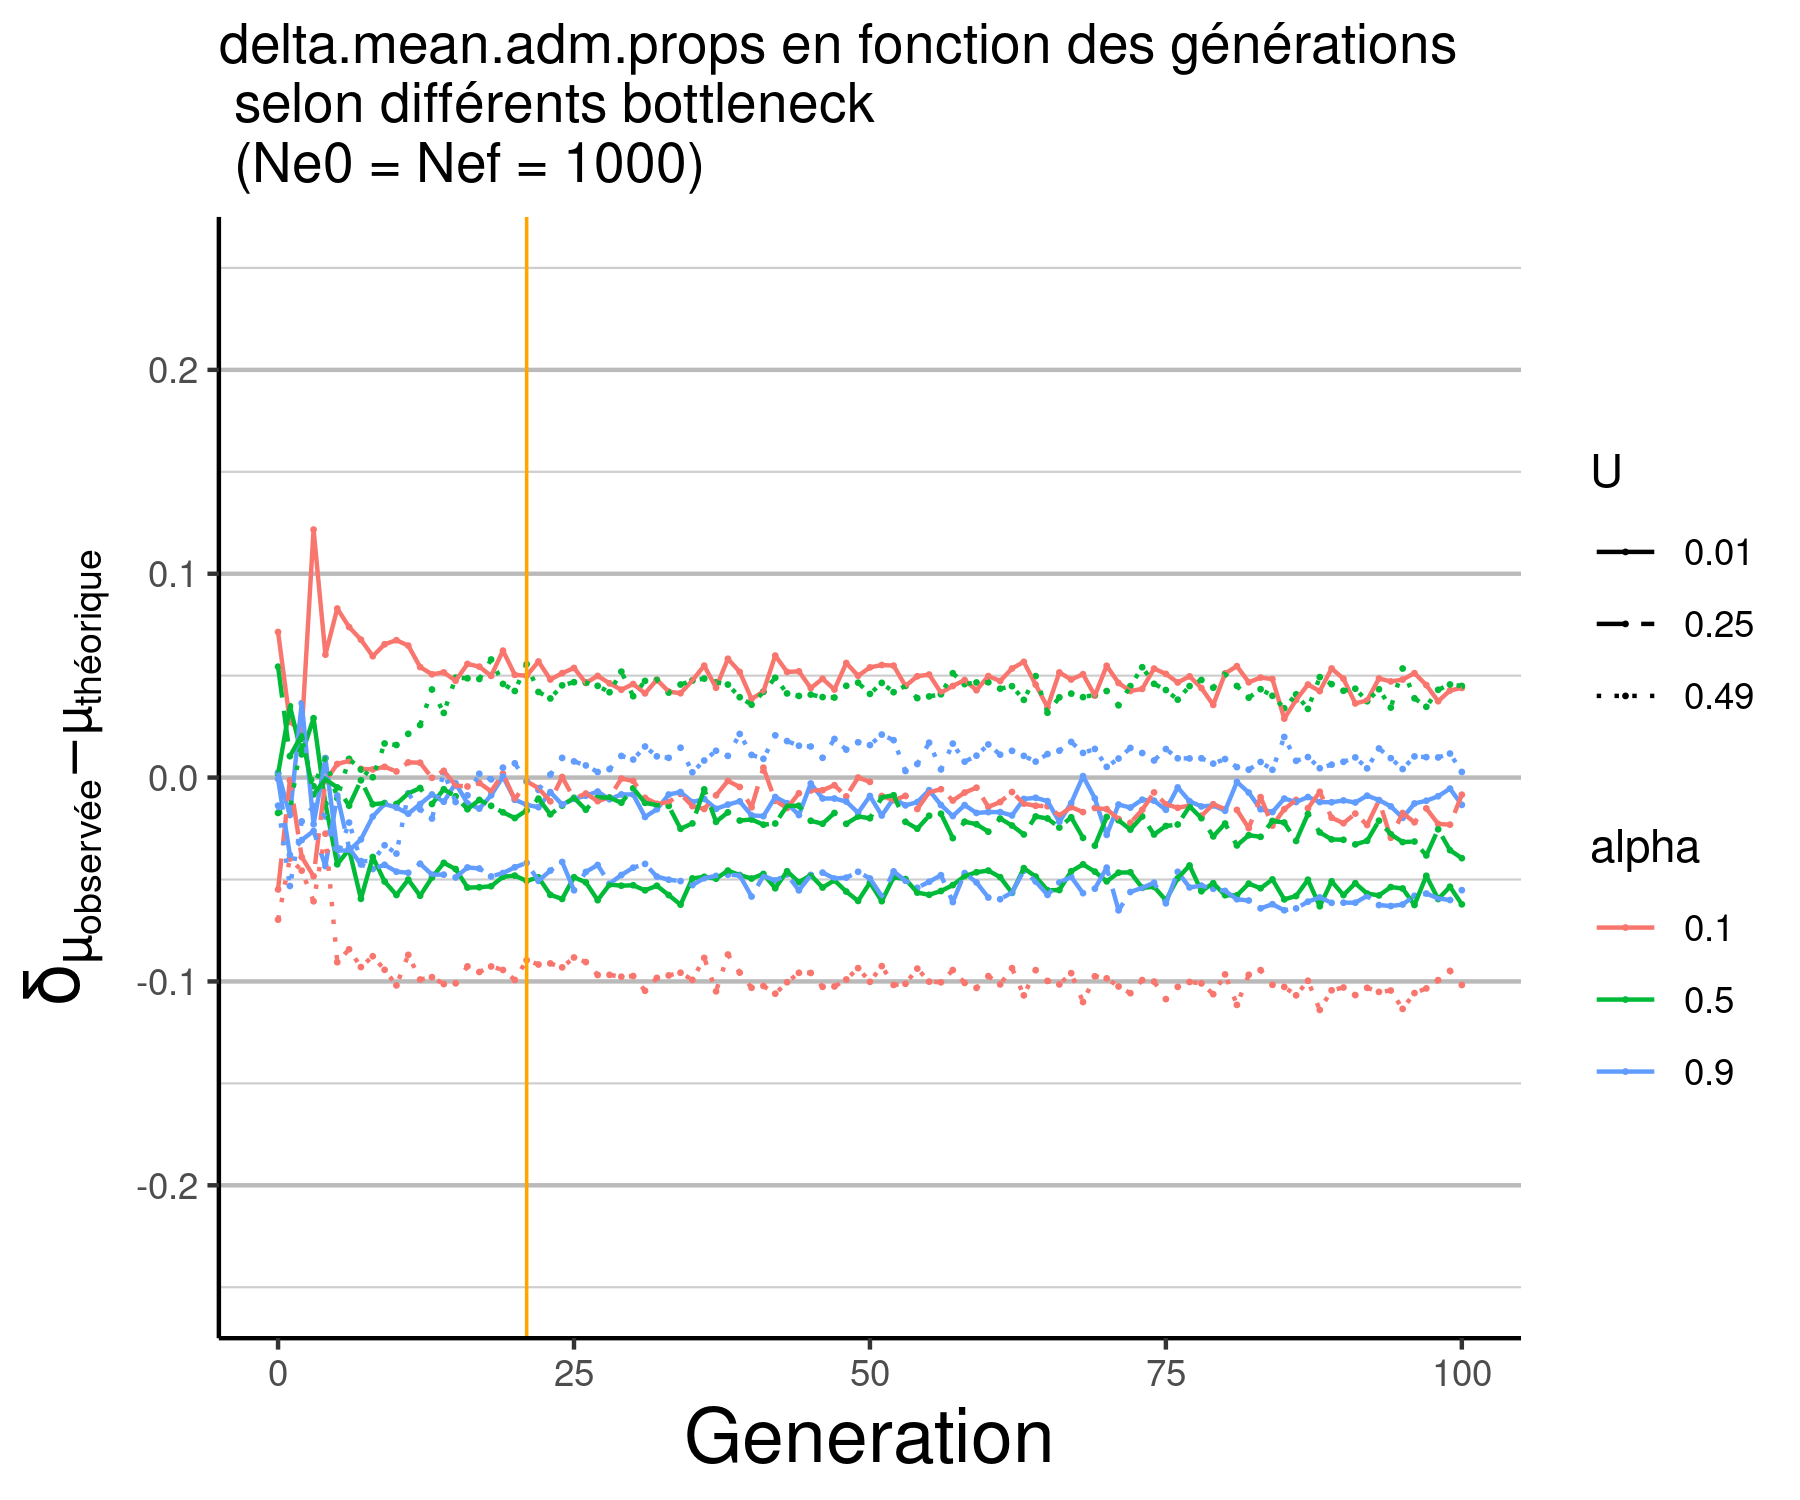 delta.mean.adm.props en fonction des générations
selon différents bottleneck
(Ne0 = Nef = 1000)
δμobservée − μthéorique
0.2
0.1
0.0
-0.1
-0.2
0
25
50
75
100
Generation
U
0.01
0.25
0.49
alpha
0.1
0.5
0.9